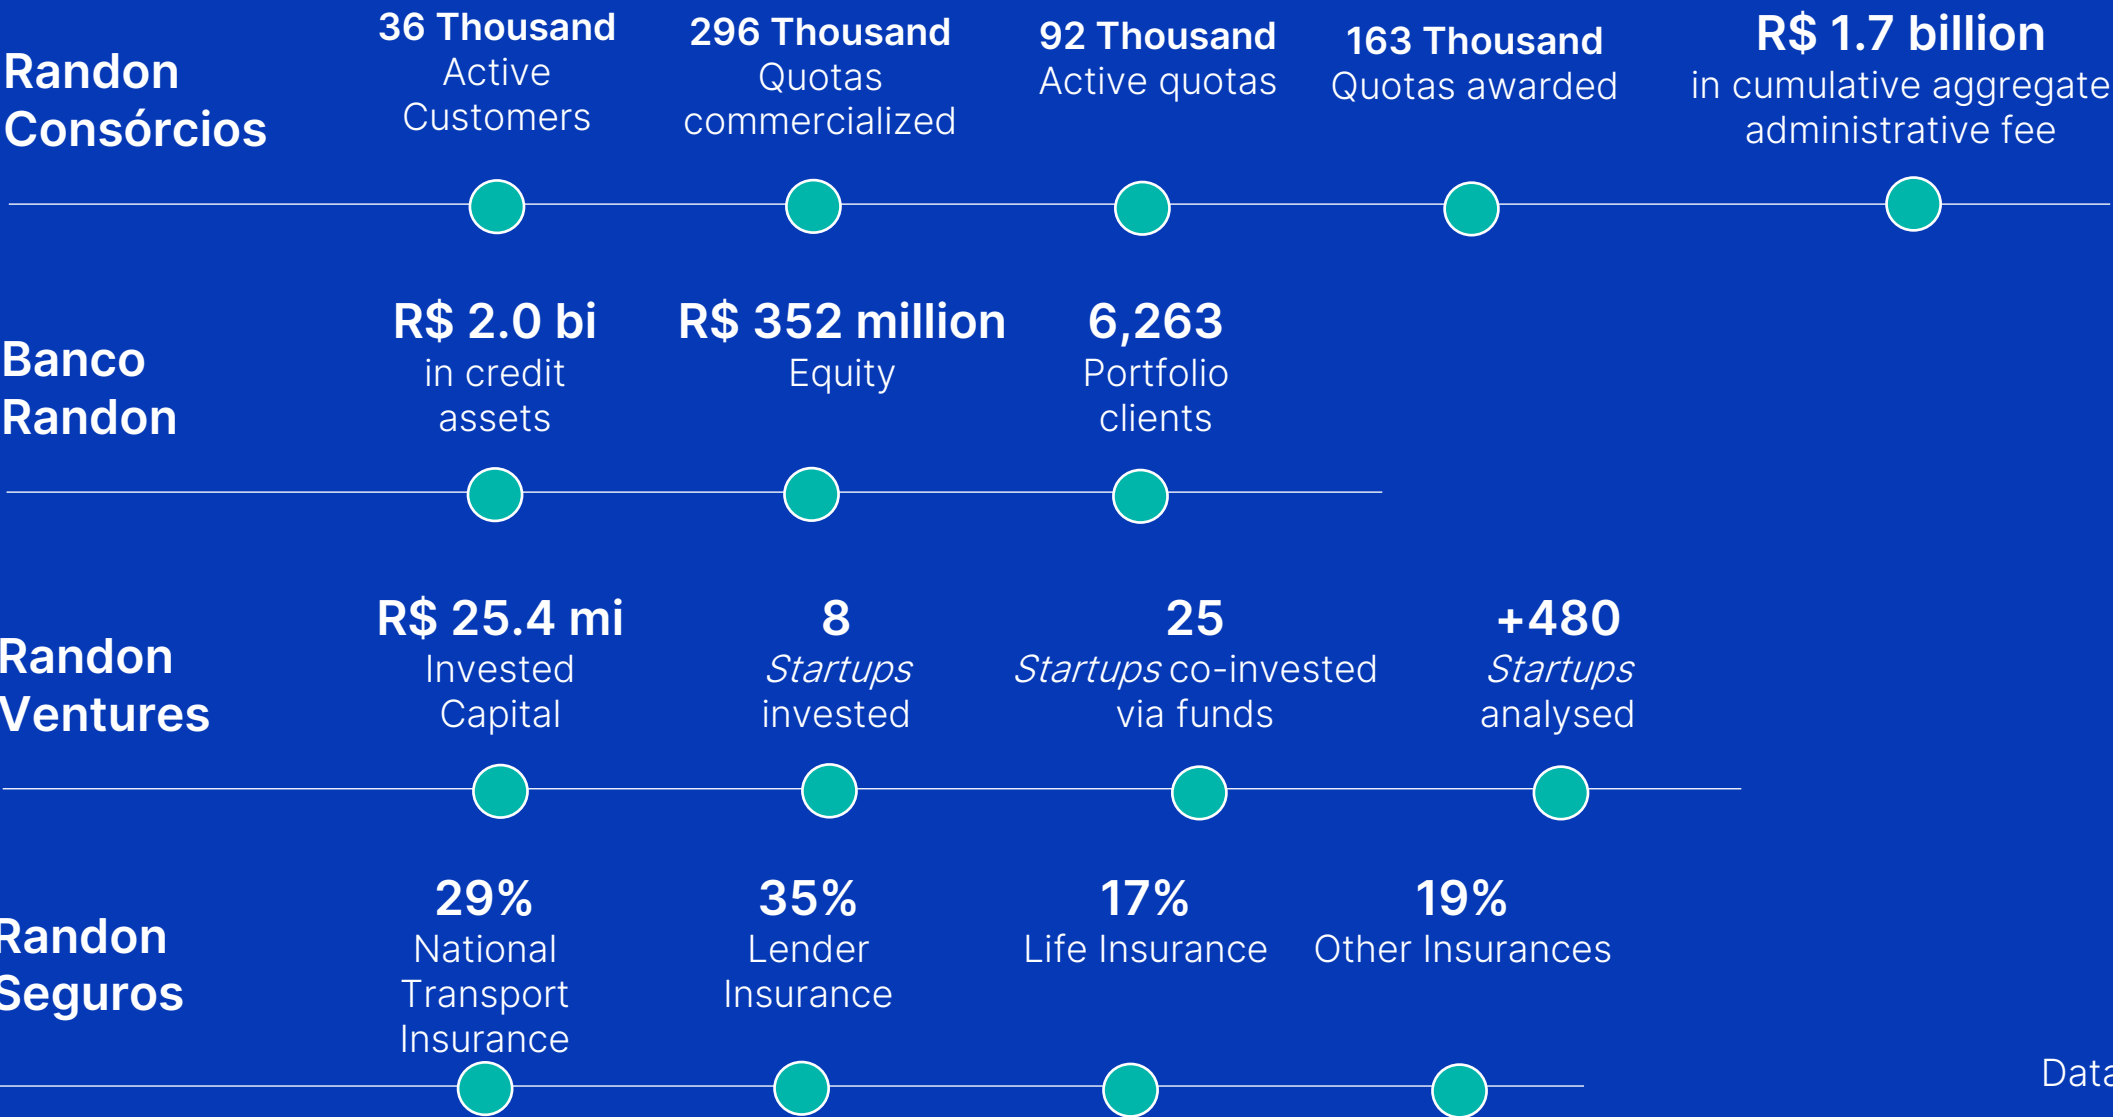 Randon
Consórcios
36 Thousand
Active
Customers
296 Thousand
Quotas
commercialized
92 Thousand
Active quotas
163 Thousand
Quotas awarded
R$ 1.7 billion
in cumulative aggregate
administrative fee
Banco
Randon
R$ 2.0 bi
in credit
assets
R$ 352 million
Equity
6,263
Portfolio
clients
Randon
Ventures
R$ 25.4 mi
Invested
Capital
8
Startups
invested
25
Startups co-invested
via funds
+480
Startups
analysed
Randon
Seguros
29%
National
Transport
Insurance
35%
Lender
Insurance
17%
Life Insurance
19%
Other Insurances
Data